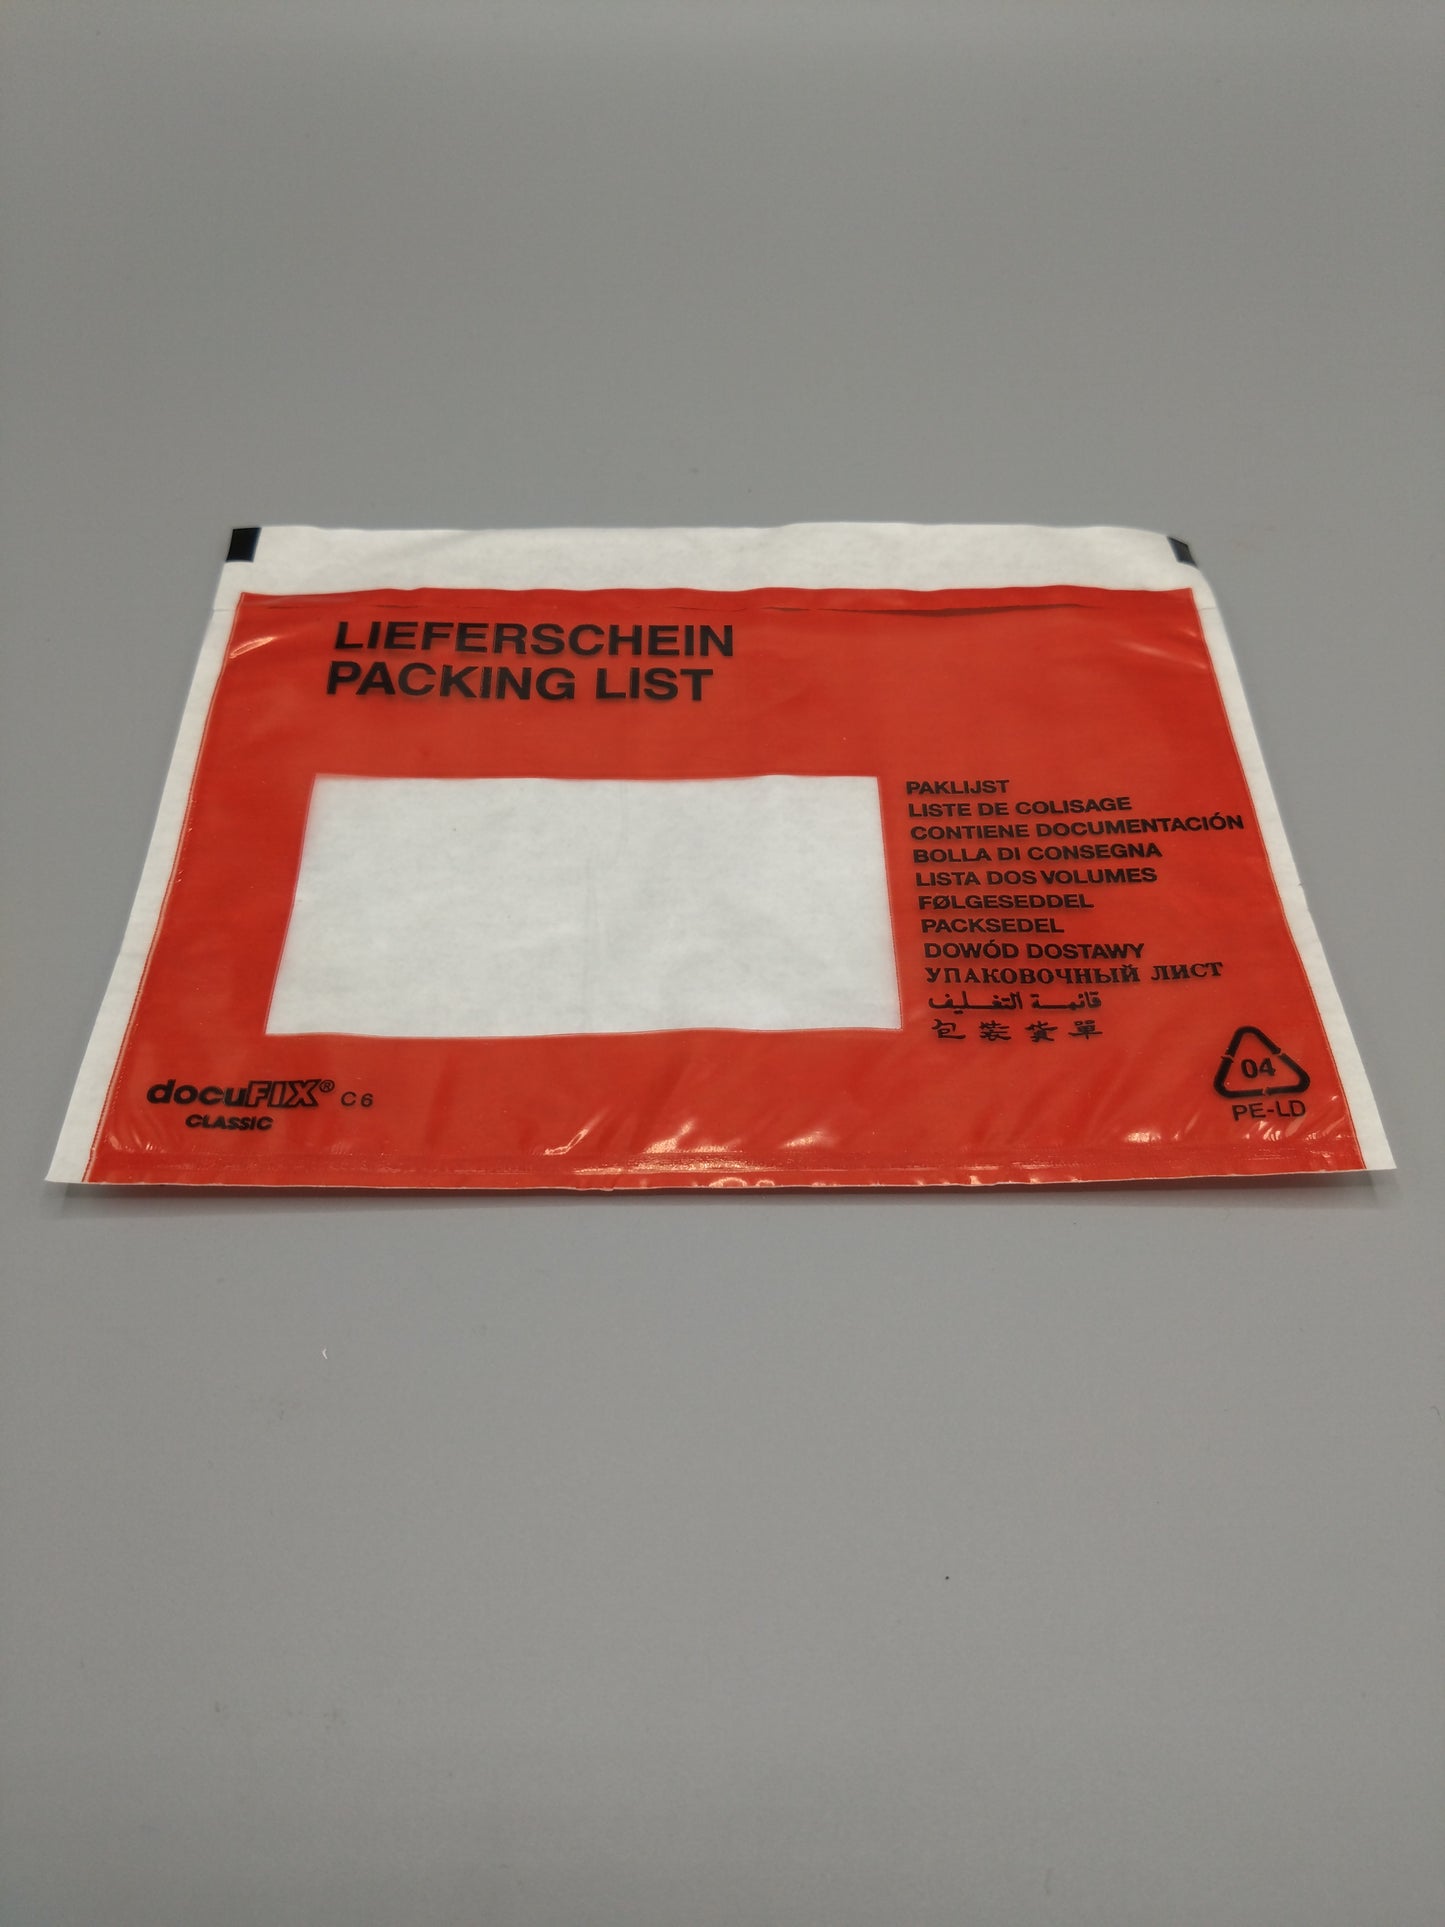 LIEFERSCHEIN
PACKING LIST
PAKLIJST
LISTE DE COLISAGE
CONTIENE DOCUMENTACIÓN
BOLLA DI CONSEGNA
LISTA DOS VOLUMES
FØLGESEDDEL
PACKSEDEL
DOWÓD DOSTAWY
УПАКОВОЧНЫЙ ЛИСТ
قائمة التغليف
包裝貨單
docuFIX® C6
CLASSIC
04
PE-LD